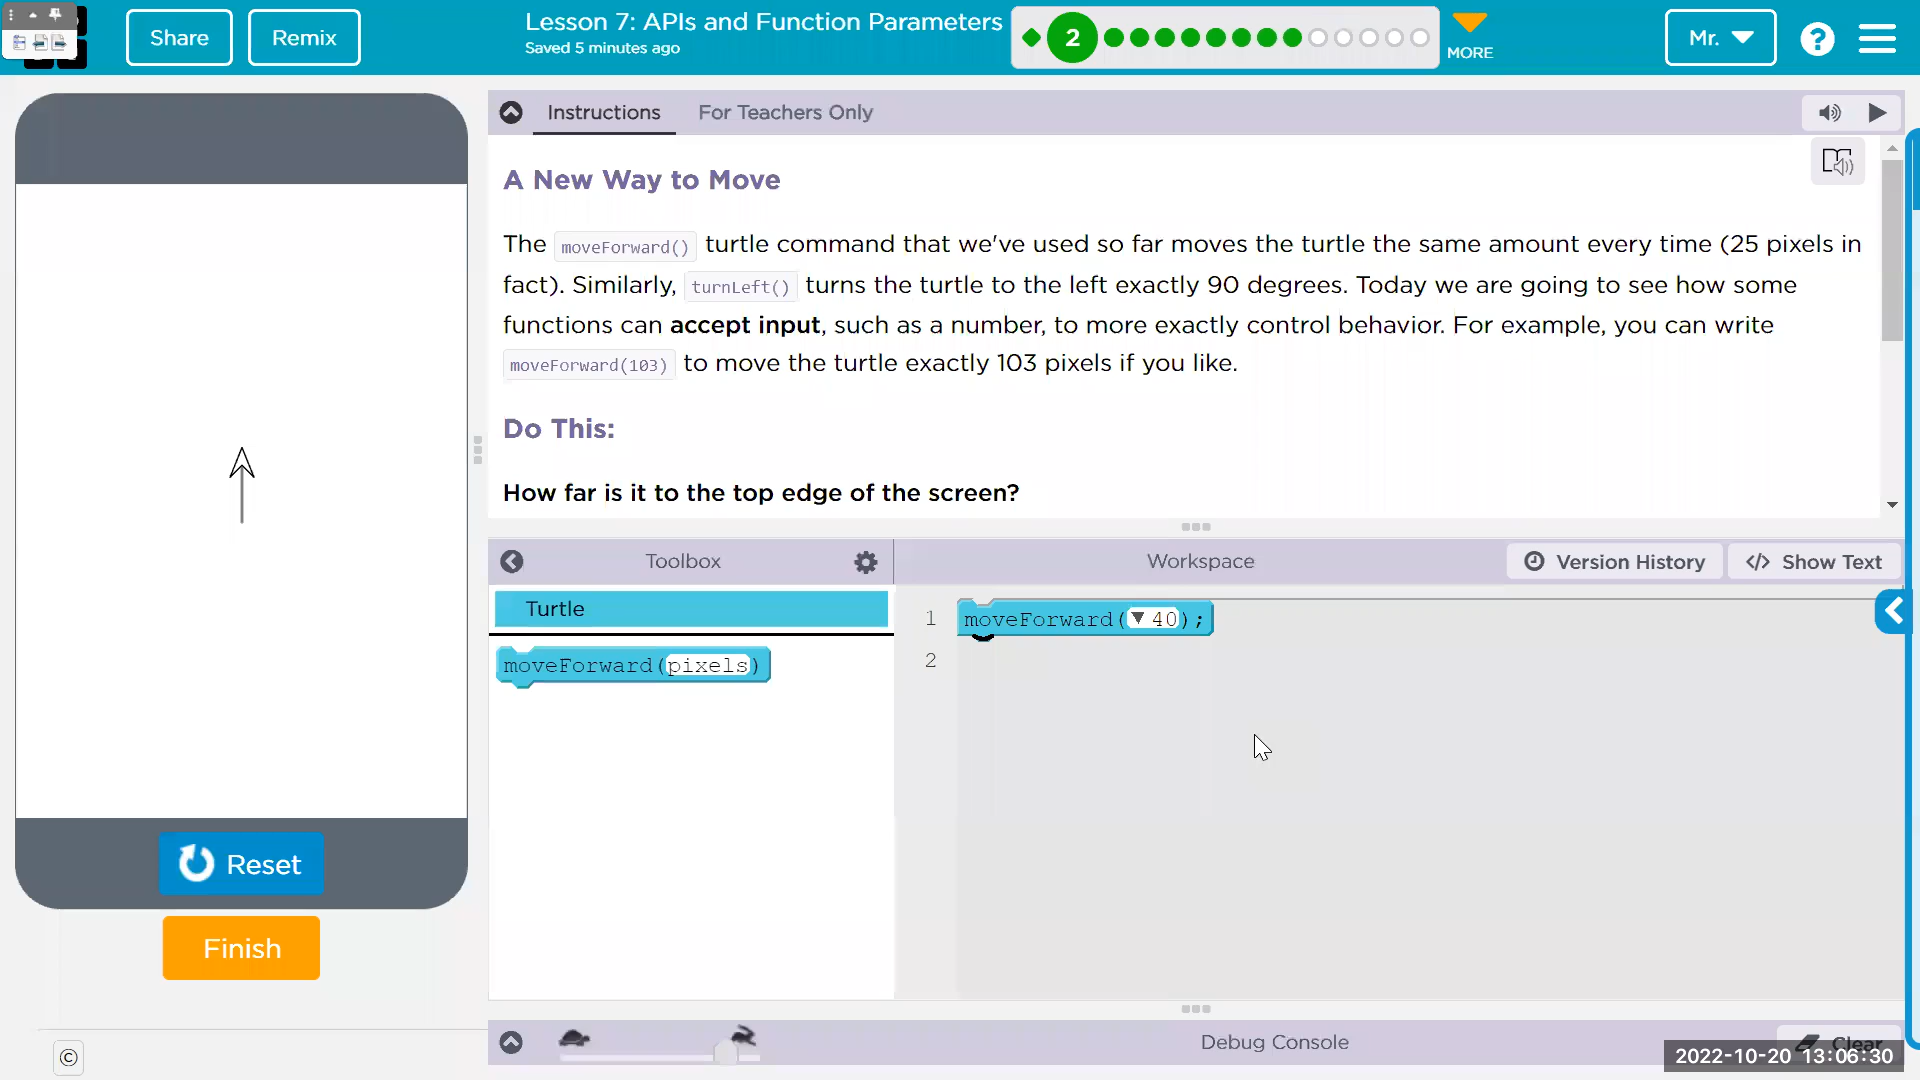 Share
Remix
Lesson 7: APIs and Function Parameters
Saved 5 minutes ago
2
MORE
Mr.
?
Instructions
For Teachers Only
A New Way to Move
The moveForward() turtle command that we've used so far moves the turtle the same amount every time (25 pixels in
fact). Similarly, turnLeft() turns the turtle to the left exactly 90 degrees. Today we are going to see how some
functions can accept input, such as a number, to more exactly control behavior. For example, you can write
moveForward(103) to move the turtle exactly 103 pixels if you like.
Do This:
How far is it to the top edge of the screen?
Toolbox
Workspace
Version History
</> Show Text
Turtle
moveForward(pixels)
1 moveForward(▼ 40);
2
Reset
Finish
©
Debug Console
Clear
2022-10-20 13:06:30